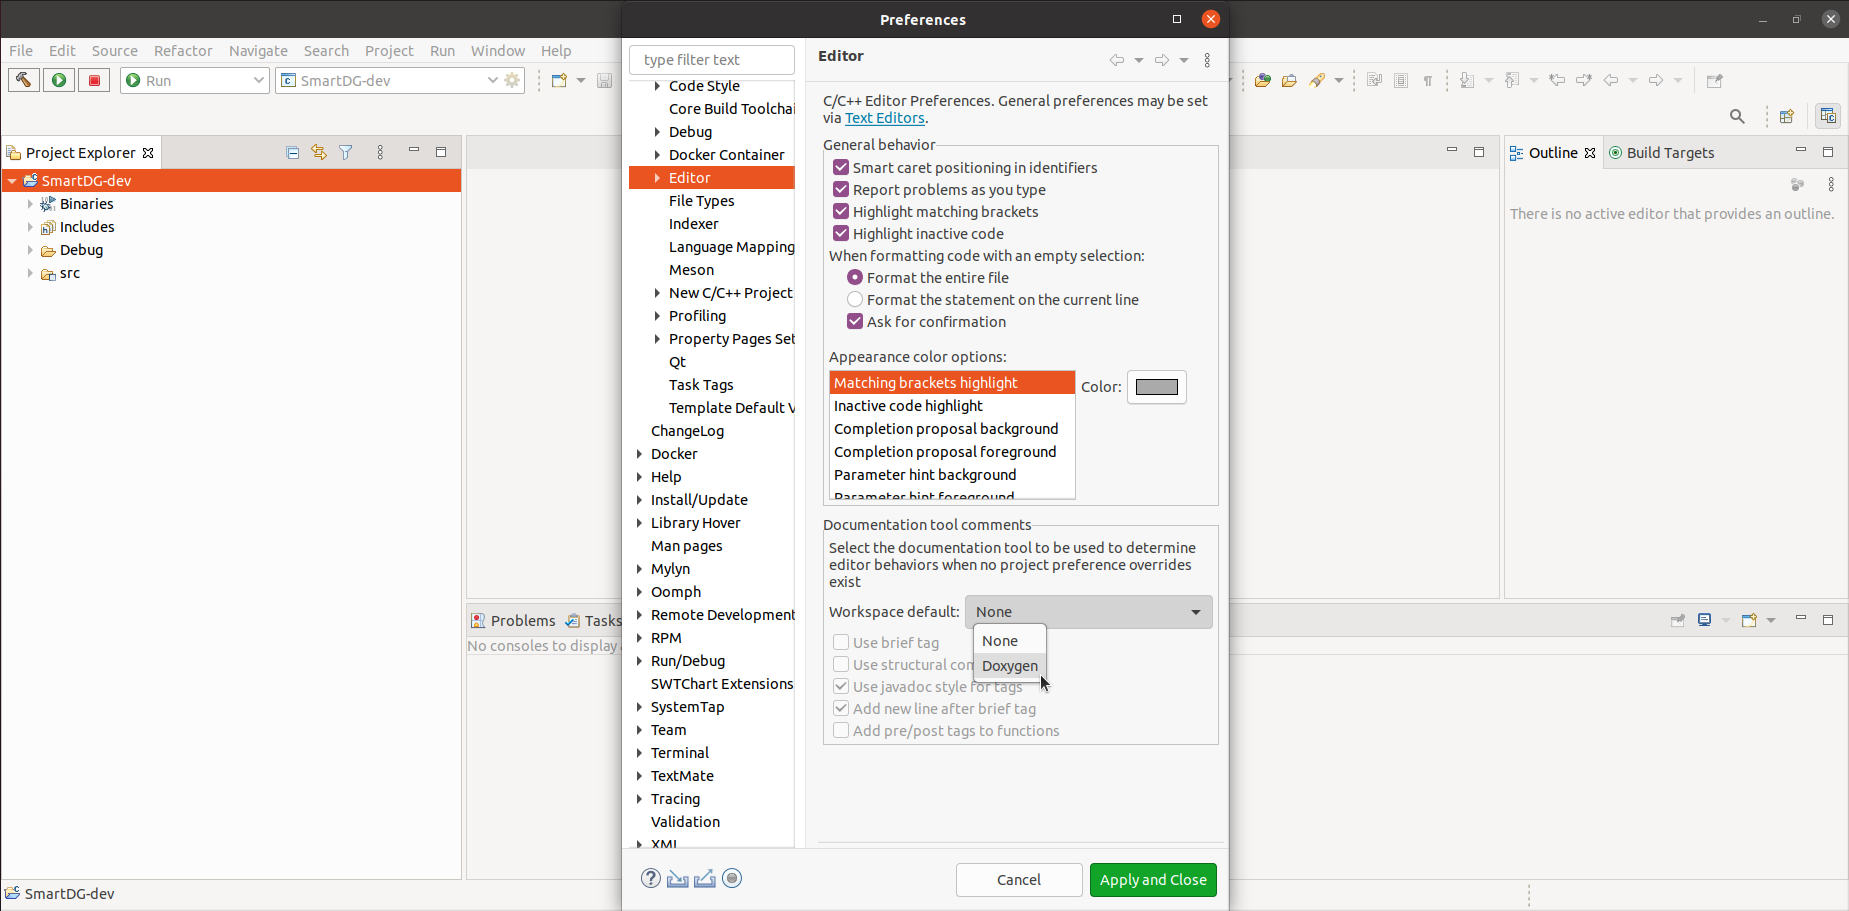 Preferences
File Edit Source Refactor Navigate Search Project Run Window Help
Run
SmartDG-dev
Project Explorer
SmartDG-dev
Binaries
Includes
Debug
src
type filter text
Code Style
Core Build Toolchai
Debug
Docker Container
Editor
File Types
Indexer
Language Mapping
Meson
New C/C++ Project
Profiling
Property Pages Set
Qt
Task Tags
Template Default V
ChangeLog
Docker
Help
Install/Update
Library Hover
Man pages
Mylyn
Oomph
Remote Development
RPM
Run/Debug
SWTChart Extensions
SystemTap
Team
Terminal
TextMate
Tracing
Validation
XML
Editor
C/C++ Editor Preferences. General preferences may be set
via Text Editors.
General behavior
Smart caret positioning in identifiers
Report problems as you type
Highlight matching brackets
Highlight inactive code
When formatting code with an empty selection:
Format the entire file
Format the statement on the current line
Ask for confirmation
Appearance color options:
Matching brackets highlight
Inactive code highlight
Completion proposal background
Completion proposal foreground
Parameter hint background
Parameter hint foreground
Color:
Documentation tool comments
Select the documentation tool to be used to determine
editor behaviors when no project preference overrides
exist
Workspace default: None
None
Doxygen
Use brief tag
Use structural com
Use javadoc style for tags
Add new line after brief tag
Add pre/post tags to functions
Cancel
Apply and Close
Problems Tasks
No consoles to display
Outline
Build Targets
There is no active editor that provides an outline.
SmartDG-dev